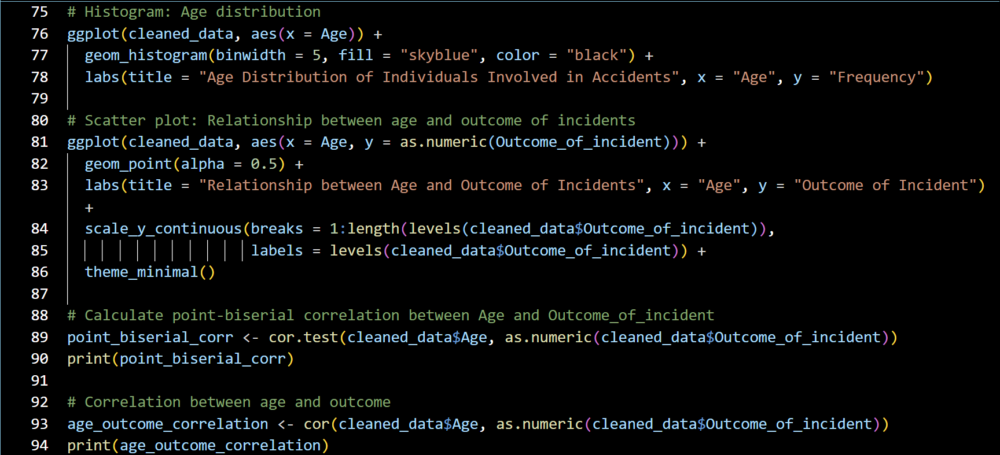 75 # Histogram: Age distribution
76 ggplot(cleaned_data, aes(x = Age)) +
77   geom_histogram(binwidth = 5, fill = "skyblue", color = "black") +
78   labs(title = "Age Distribution of Individuals Involved in Accidents", x = "Age", y = "Frequency")
79
80 # Scatter plot: Relationship between age and outcome of incidents
81 ggplot(cleaned_data, aes(x = Age, y = as.numeric(Outcome_of_incident))) +
82   geom_point(alpha = 0.5) +
83   labs(title = "Relationship between Age and Outcome of Incidents", x = "Age", y = "Outcome of Incident")
+
84   scale_y_continuous(breaks = 1:length(levels(cleaned_data$Outcome_of_incident)),
85                      labels = levels(cleaned_data$Outcome_of_incident)) +
86   theme_minimal()
87
88 # Calculate point-biserial correlation between Age and Outcome_of_incident
89 point_biserial_corr <- cor.test(cleaned_data$Age, as.numeric(cleaned_data$Outcome_of_incident))
90 print(point_biserial_corr)
91
92 # Correlation between age and outcome
93 age_outcome_correlation <- cor(cleaned_data$Age, as.numeric(cleaned_data$Outcome_of_incident))
94 print(age_outcome_correlation)